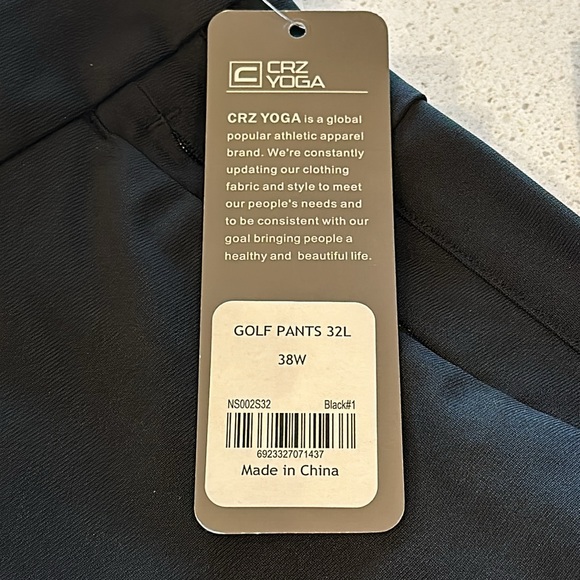 CRZ
YOGA
CRZ YOGA is a global
popular athletic apparel
brand. We're constantly
updating our clothing
fabric and style to meet
our people's needs and
to be consistent with our
goal bringing people a
healthy and beautiful life.
GOLF PANTS 32L
38W
NS002S32 Black#1
6923327071437
Made in China